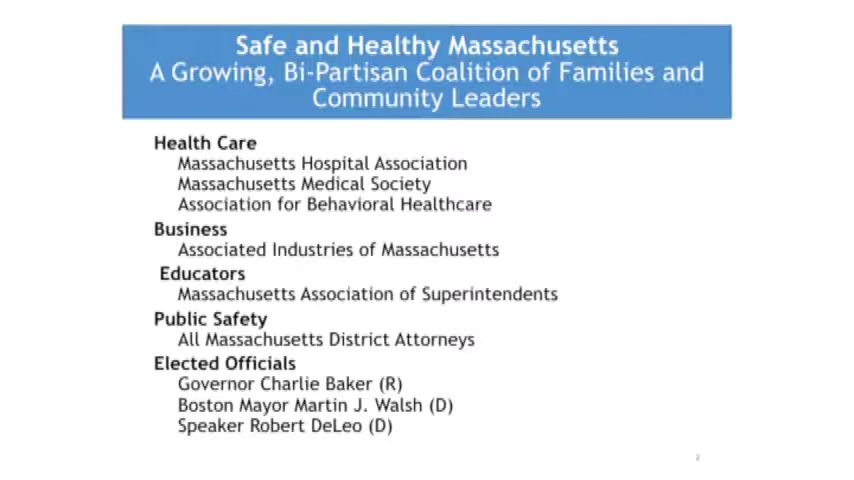 Safe and Healthy Massachusetts
A Growing, Bi-Partisan Coalition of Families and
Community Leaders
Health Care
Massachusetts Hospital Association
Massachusetts Medical Society
Association for Behavioral Healthcare
Business
Associated Industries of Massachusetts
Educators
Massachusetts Association of Superintendents
Public Safety
All Massachusetts District Attorneys
Elected Officials
Governor Charlie Baker (R)
Boston Mayor Martin J. Walsh (D)
Speaker Robert DeLeo (D)